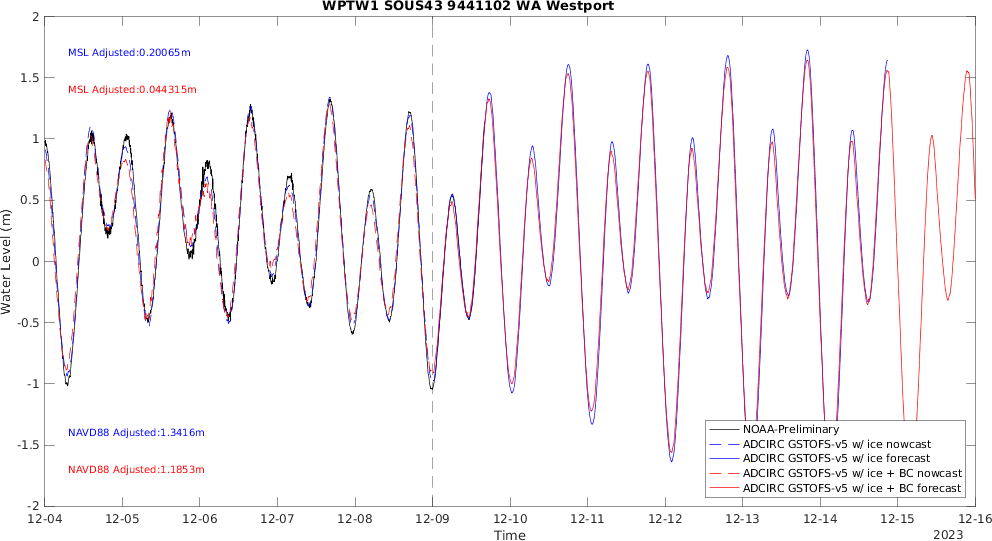 WPTW1 SOUS43 9441102 WA Westport
2
1.5
1
0.5
0
-0.5
-1
-1.5
-2
Water Level (m)
MSL Adjusted:0.20065m
MSL Adjusted:0.044315m
NAVD88 Adjusted:1.3416m
NAVD88 Adjusted:1.1853m
NOAA-Preliminary
ADCIRC GSTOFS-v5 w/ ice nowcast
ADCIRC GSTOFS-v5 w/ ice forecast
ADCIRC GSTOFS-v5 w/ ice + BC nowcast
ADCIRC GSTOFS-v5 w/ ice + BC forecast
12-04 12-05 12-06 12-07 12-08 12-09 12-10 12-11 12-12 12-13 12-14 12-15 12-16
Time
2023